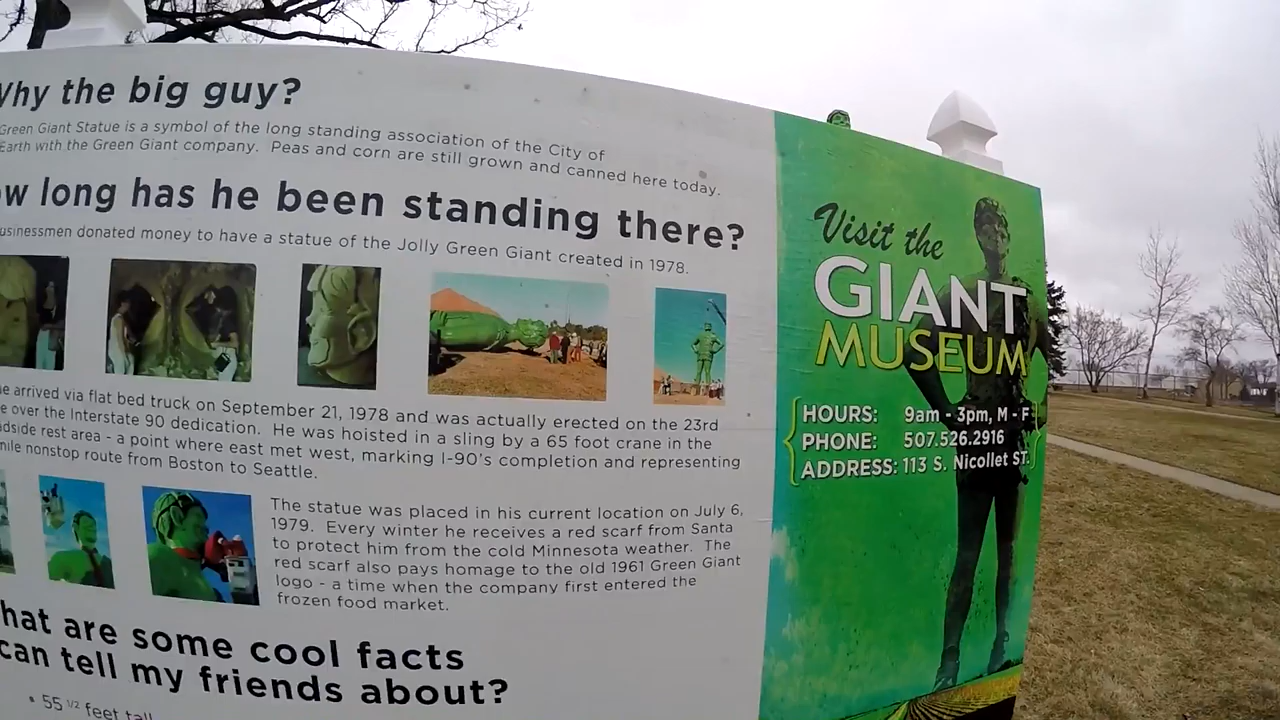 Why the big guy?
Green Giant Statue is a symbol of the long standing association of the City of
Earth with the Green Giant company. Peas and corn are still grown and canned here today.
ow long has he been standing there?
usinessmen donated money to have a statue of the Jolly Green Giant created in 1978.
e arrived via flat bed truck on September 21, 1978 and was actually erected on the 23rd
e over the Interstate 90 dedication. He was hoisted in a sling by a 65 foot crane in the
adside rest area - a point where east met west, marking I-90's completion and representing
mile nonstop route from Boston to Seattle.
The statue was placed in his current location on July 6,
1979. Every winter he receives a red scarf from Santa
to protect him from the cold Minnesota weather. The
red scarf also pays homage to the old 1961 Green Giant
logo - a time when the company first entered the
frozen food market.
hat are some cool facts
can tell my friends about?
• 55 1/2 feet tall
Visit the
GIANT
MUSEUM
HOURS: 9am - 3pm, M - F
PHONE: 507.526.2916
ADDRESS: 113 S. Nicollet ST.